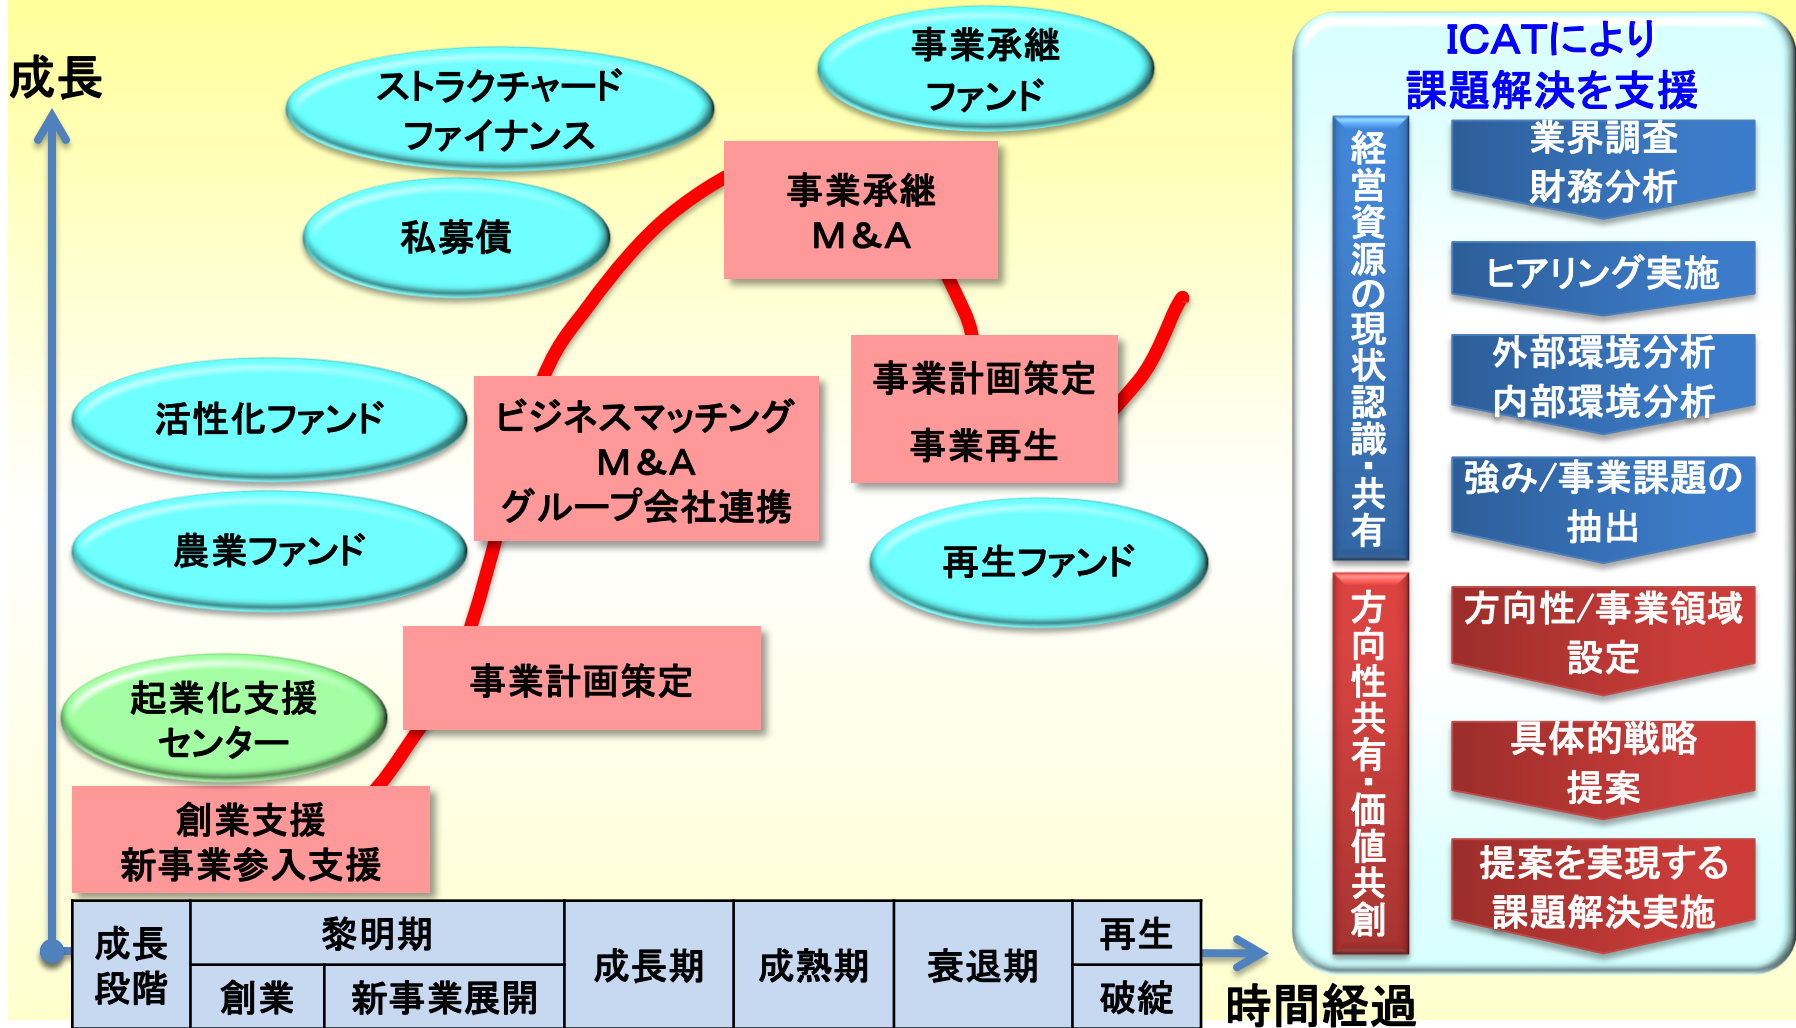 成長
ストラクチャード
ファイナンス
事業承継
ファンド
私募債
事業承継
M&A
活性化ファンド
ビジネスマッチング
M&A
グループ会社連携
事業計画策定
事業再生
農業ファンド
再生ファンド
起業化支援
センター
事業計画策定
創業支援
新事業参入支援
成長
段階
黎明期
創業
新事業展開
成長期
成熟期
衰退期
再生
破綻
時間経過
ICATにより
課題解決を支援
経営資源の現状認識・共有
業界調査
財務分析
ヒアリング実施
外部環境分析
内部環境分析
強み/事業課題の
抽出
方向性共有・価値共創
方向性/事業領域
設定
具体的戦略
提案
提案を実現する
課題解決実施